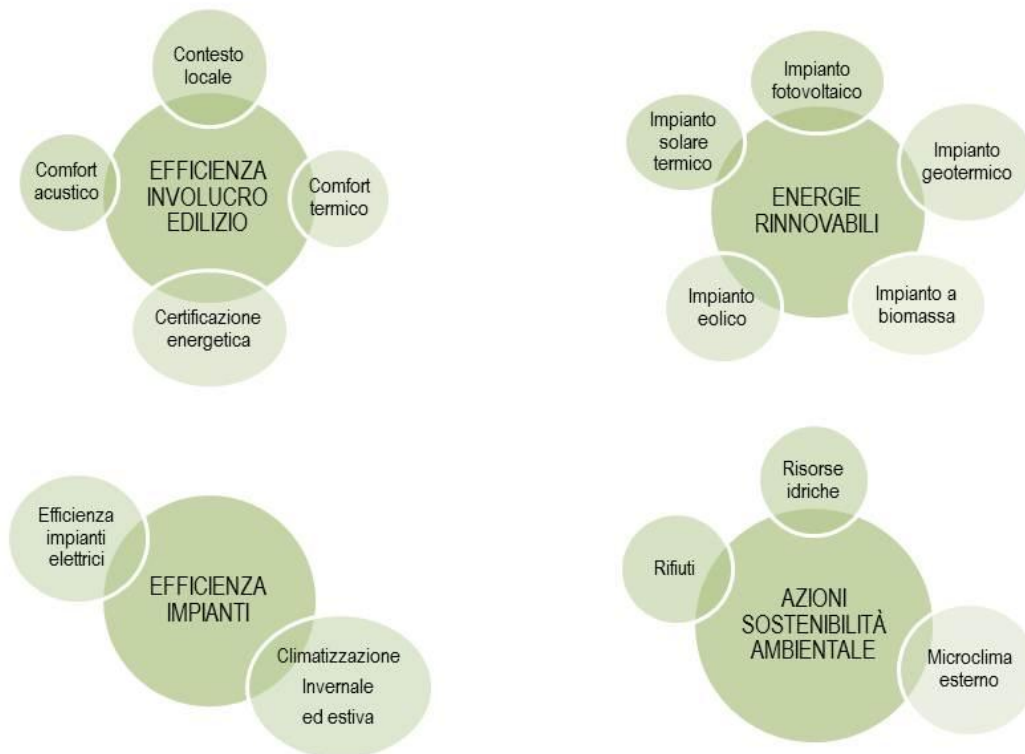 Contesto
locale
Comfort
acustico
EFFICIENZA
INVOLUCRO
EDILIZIO
Comfort
termico
Certificazione
energetica
Impianto
fotovoltaico
Impianto
solare
termico
Impianto
geotermico
ENERGIE
RINNOVABILI
Impianto
eolico
Impianto a
biomassa
Efficienza
impianti
elettrici
EFFICIENZA
IMPIANTI
Climatizzazione
Invernale
ed estiva
Risorse
idriche
Rifiuti
AZIONI
SOSTENIBILITÀ
AMBIENTALE
Microclima
esterno